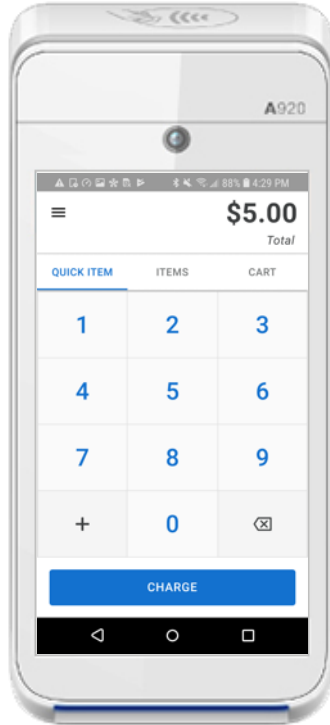 A920
88% 4:29 PM
$5.00
Total
QUICK ITEM ITEMS CART
1 2 3
4 5 6
7 8 9
+ 0
CHARGE